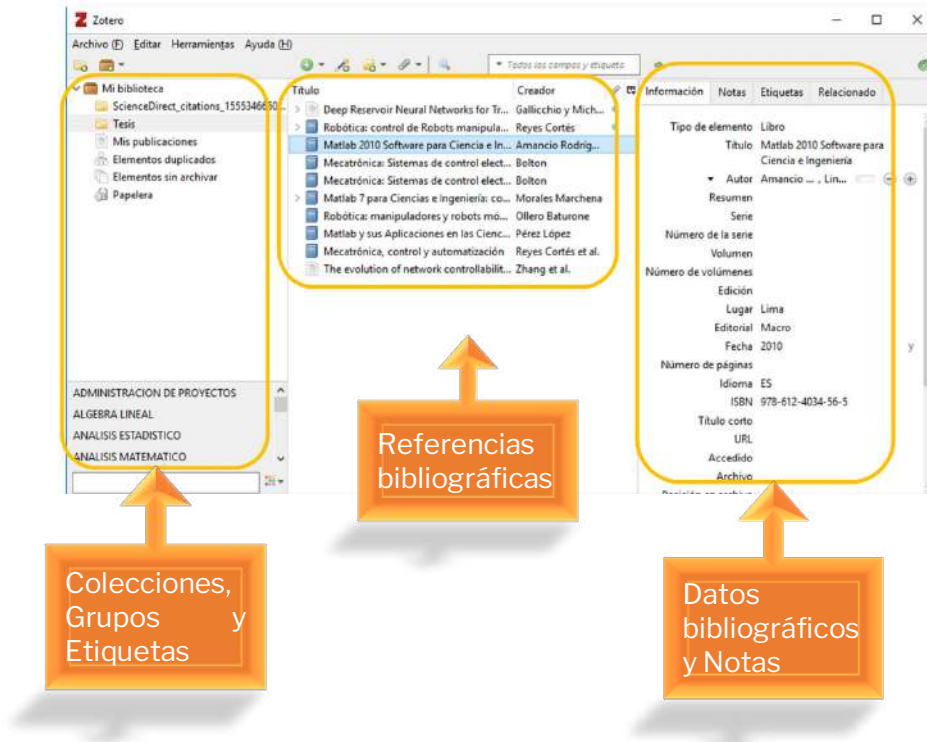 Zotero
Archivo (F) Editar Herramientas Ayuda (H)
Todos los campos y etiqueta
Mi biblioteca
ScienceDirect_citations_1555346650...
Tesis
Mis publicaciones
Elementos duplicados
Elementos sin archivar
Papelera
ADMINISTRACION DE PROYECTOS
ALGEBRA LINEAL
ANALISIS ESTADISTICO
ANALISIS MATEMATICO
Título Creador
Deep Reservoir Neural Networks for Tr... Gallicchio y Mich...
Robótica: control de Robots manipula... Reyes Cortés
Matlab 2010 Software para Ciencia e In... Amancio Rodrig...
Mecatrónica: Sistemas de control elect... Bolton
Mecatrónica: Sistemas de control elect... Bolton
Matlab 7 para Ciencias e Ingeniería: co... Morales Marchena
Robótica: manipuladores y robots mó... Ollero Baturone
Matlab y sus Aplicaciones en las Cienc... Pérez López
Mecatrónica, control y automatización Reyes Cortés et al.
The evolution of network controllabilit... Zhang et al.
Información Notas Etiquetas Relacionado
Tipo de elemento Libro
Título Matlab 2010 Software para
Ciencia e Ingeniería
Autor Amancio ... , Lin...
Resumen
Serie
Número de la serie
Volumen
Número de volúmenes
Edición
Lugar Lima
Editorial Macro
Fecha 2010 y
Número de páginas
Idioma ES
ISBN 978-612-4034-56-5
Título corto
URL
Accedido
Archivo
Referencias
bibliográficas
Colecciones,
Grupos y
Etiquetas
Datos
bibliográficos
y Notas